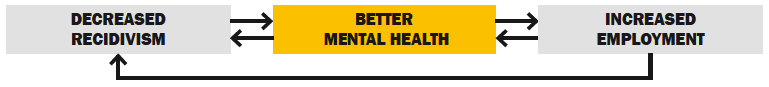 DECREASED
RECIDIVISM
BETTER
MENTAL HEALTH
INCREASED
EMPLOYMENT